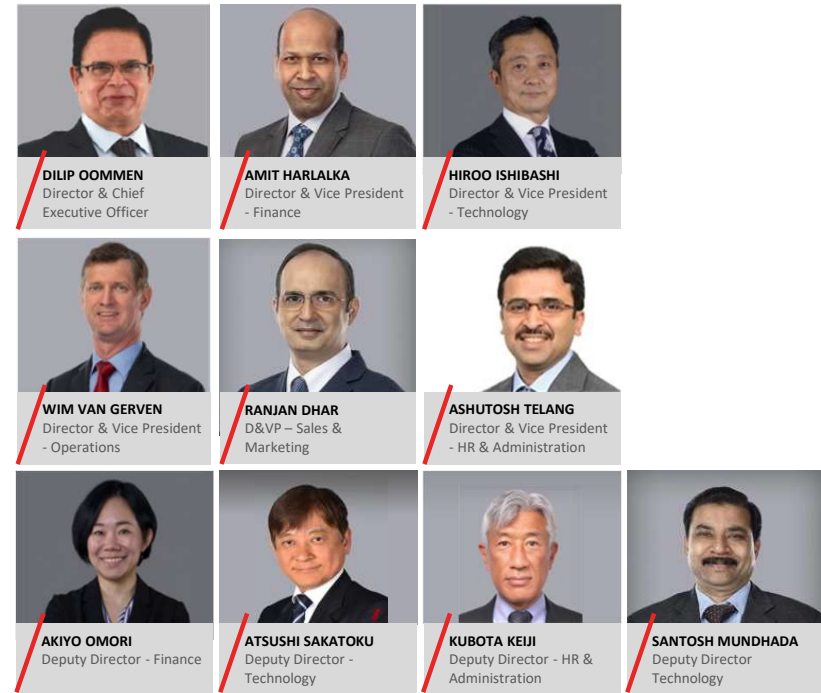 DILIP OOMMEN
Director & Chief
Executive Officer
AMIT HARLALKA
Director & Vice President
- Finance
HIROO ISHIBASHI
Director & Vice President
- Technology
WIM VAN GERVEN
Director & Vice President
- Operations
RANJAN DHAR
D&VP – Sales &
Marketing
ASHUTOSH TELANG
Director & Vice President
- HR & Administration
AKIYO OMORI
Deputy Director - Finance
ATSUSHI SAKATOKU
Deputy Director -
Technology
KUBOTA KEIJI
Deputy Director - HR &
Administration
SANTOSH MUNDHADA
Deputy Director
Technology